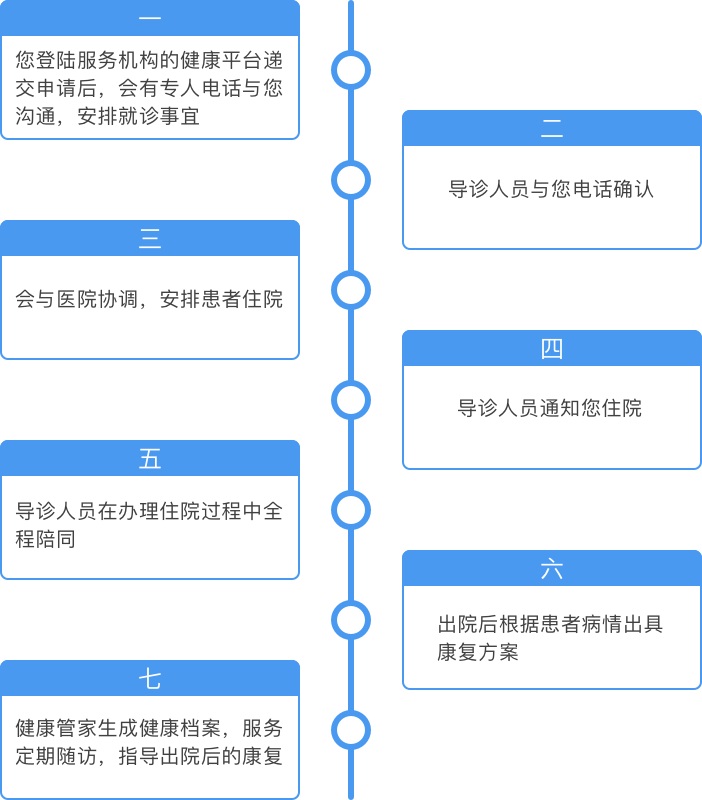 一
您登陆服务机构的健康平台递
交申请后，会有专人电话与您
沟通，安排就诊事宜
二
导诊人员与您电话确认
三
会与医院协调，安排患者住院
四
导诊人员通知您住院
五
导诊人员在办理住院过程中全
程陪同
六
出院后根据患者病情出具
康复方案
七
健康管家生成健康档案，服务
定期随访，指导出院后的康复